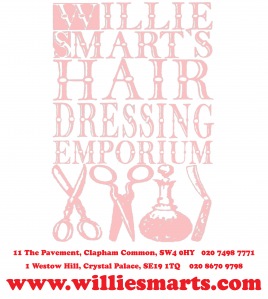 WILLIE
SMART'S
HAIR
DRESSING
EMPORIUM
11 The Pavement, Clapham Common, SW4 0HY 020 7498 7771
1 Westow Hill, Crystal Palace, SE19 1TQ 020 8670 9798
www.williesmarts.com